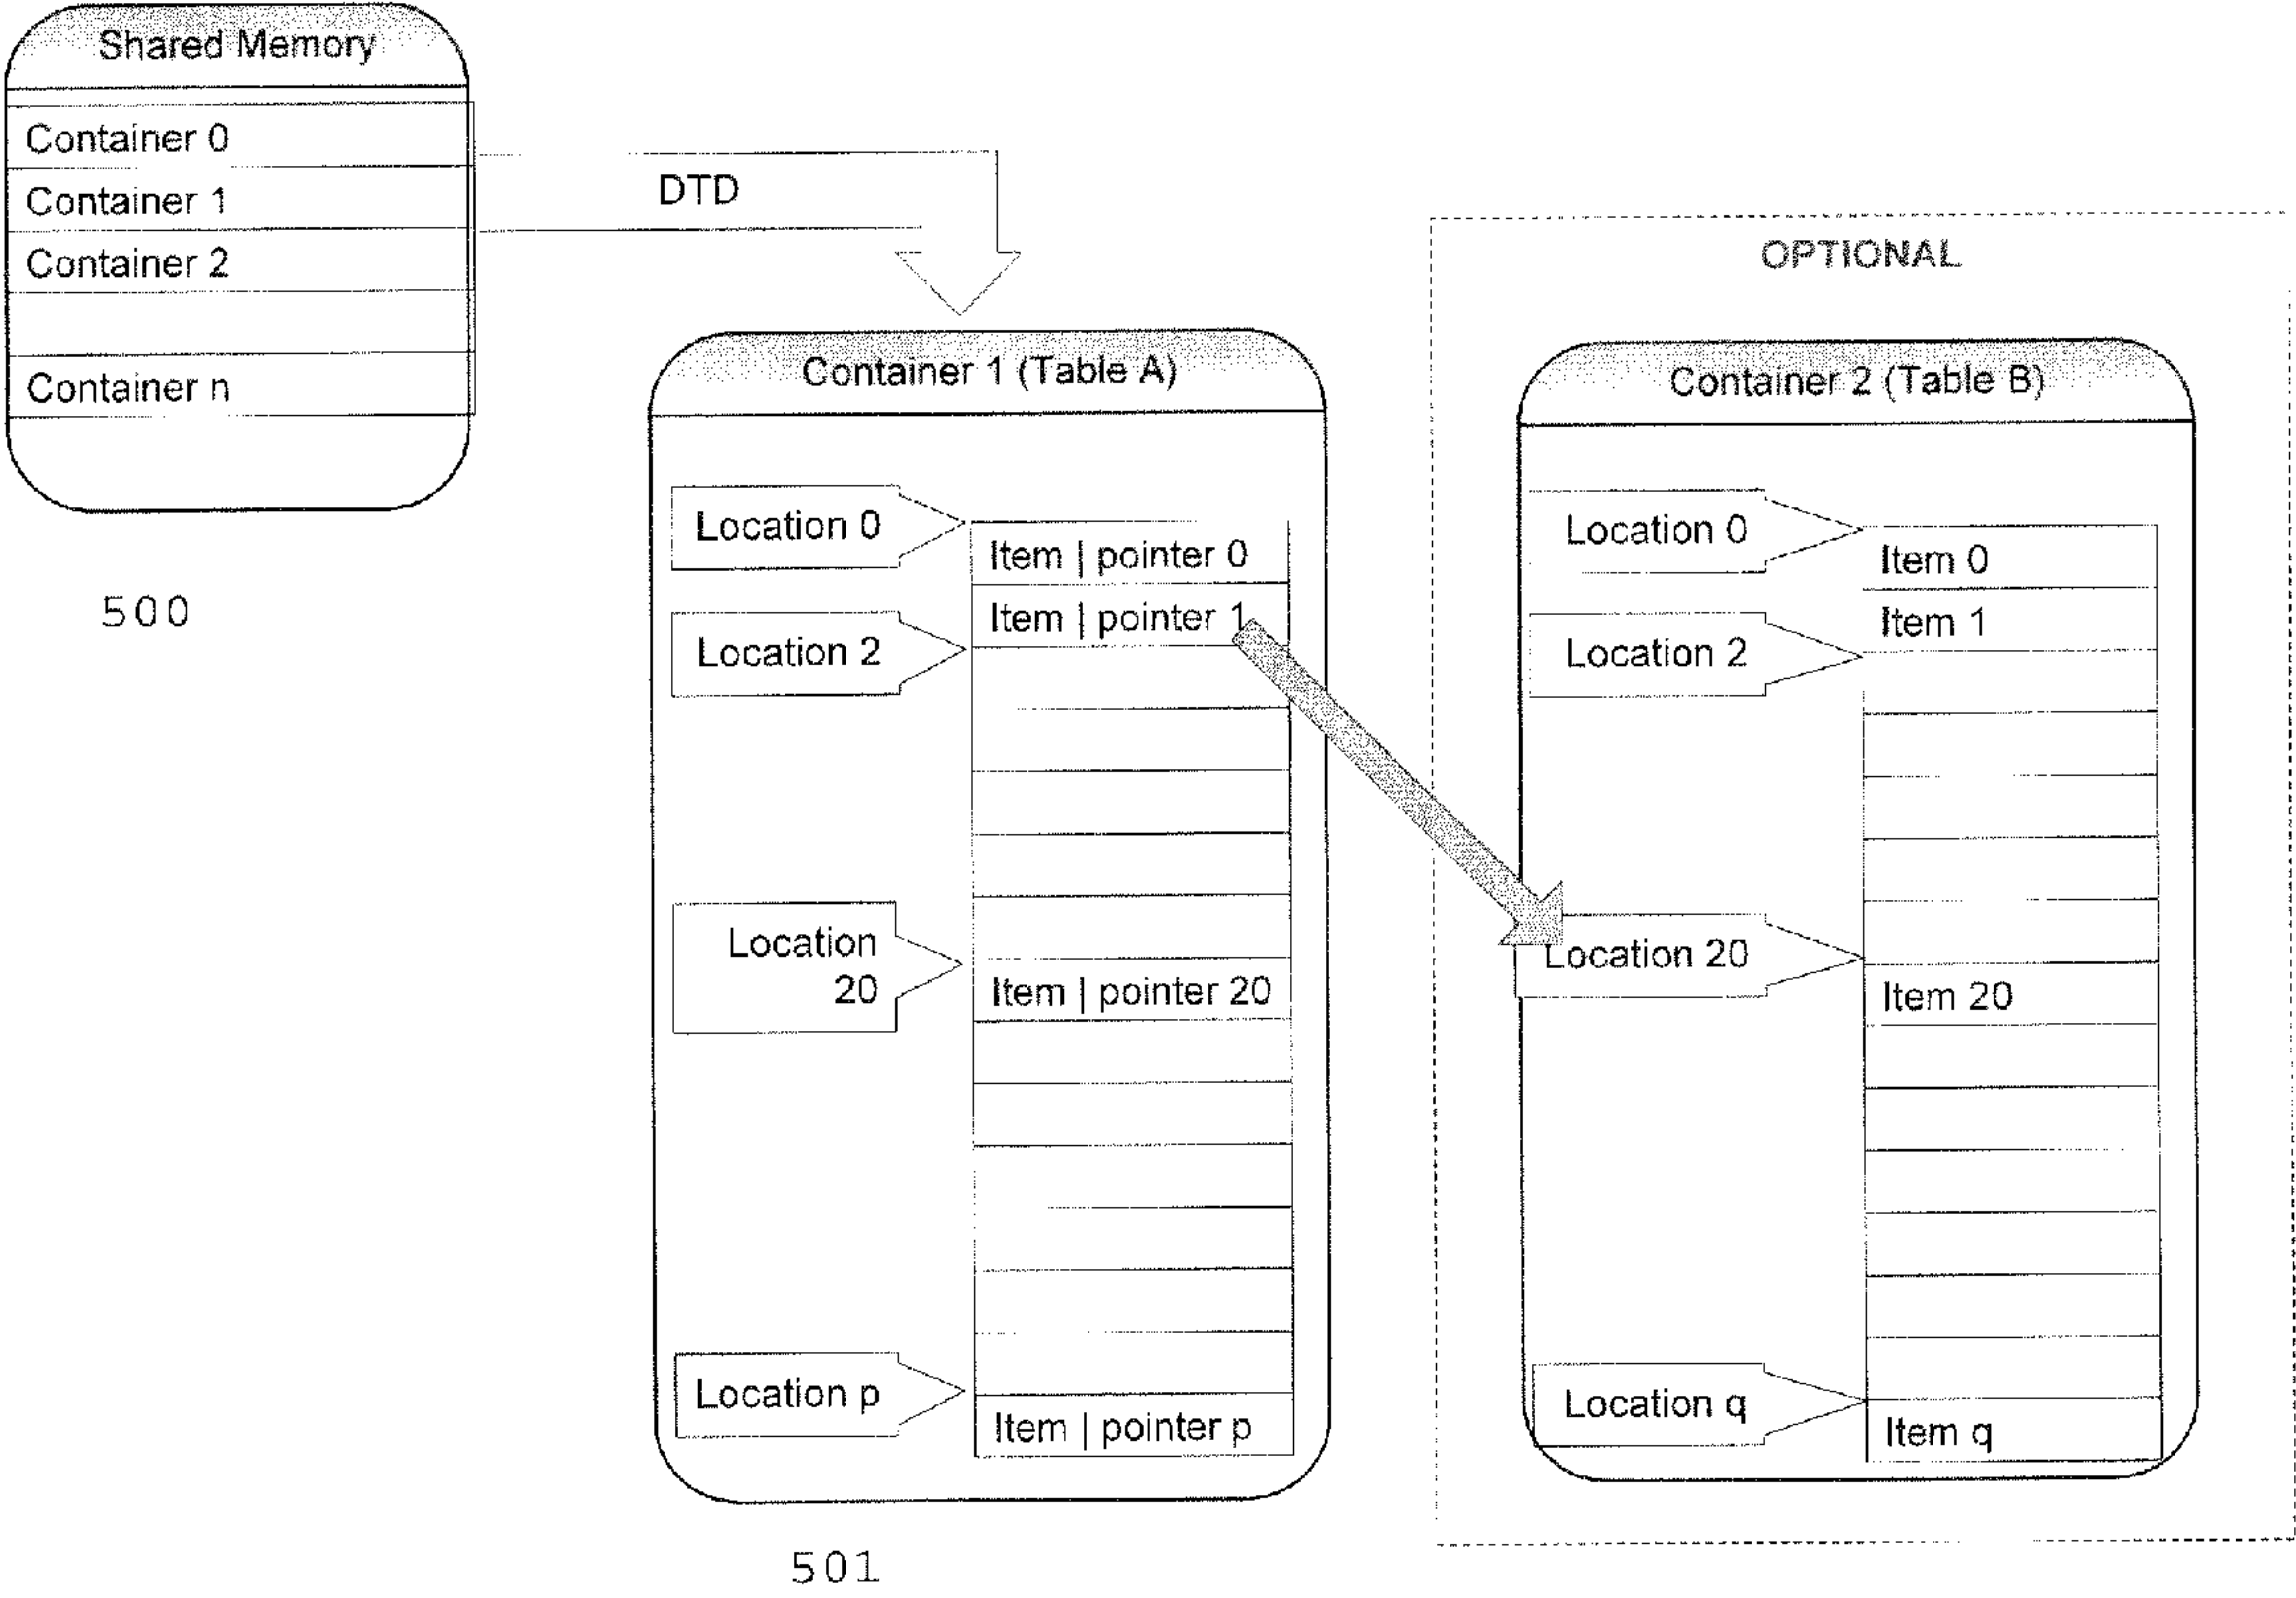 Shared Memory
Container 0
Container 1
Container 2
Container n
500
DTD
Container 1 (Table A)
Location 0
Item | pointer 0
Item | pointer 1
Location 2
Location
20
Item | pointer 20
Location p
Item | pointer p
501
OPTIONAL
Container 2 (Table B)
Location 0
Item 0
Item 1
Location 2
Location 20
Item 20
Location q
Item q